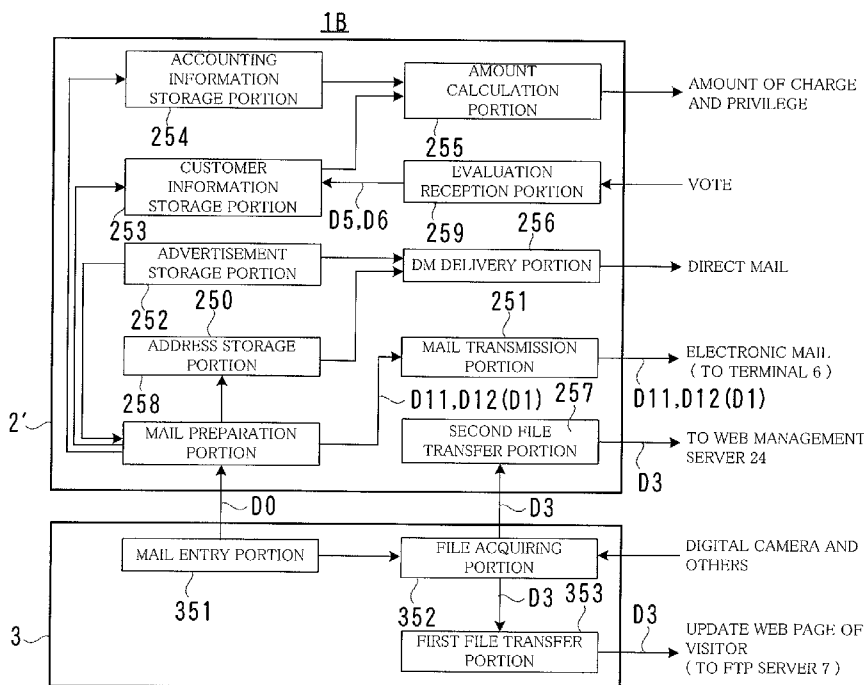 1B
ACCOUNTING
INFORMATION
STORAGE PORTION
254
AMOUNT
CALCULATION
PORTION
255
AMOUNT OF CHARGE
AND PRIVILEGE
CUSTOMER
INFORMATION
STORAGE PORTION
253
D5,D6
EVALUATION
RECEPTION PORTION
259
VOTE
256
ADVERTISEMENT
STORAGE PORTION
252
DM DELIVERY PORTION
DIRECT MAIL
250
ADDRESS STORAGE
PORTION
258
251
MAIL TRANSMISSION
PORTION
ELECTRONIC MAIL
( TO TERMINAL 6 )
D11,D12(D1)
D11,D12(D1)
257
2'
MAIL PREPARATION
PORTION
SECOND FILE
TRANSFER PORTION
TO WEB MANAGEMENT
SERVER 24
D3
D0
D3
MAIL ENTRY PORTION
351
FILE ACQUIRING
PORTION
352
DIGITAL CAMERA AND
OTHERS
D3
353
3
FIRST FILE TRANSFER
PORTION
D3
UPDATE WEB PAGE OF
VISITOR
( TO FTP SERVER 7 )